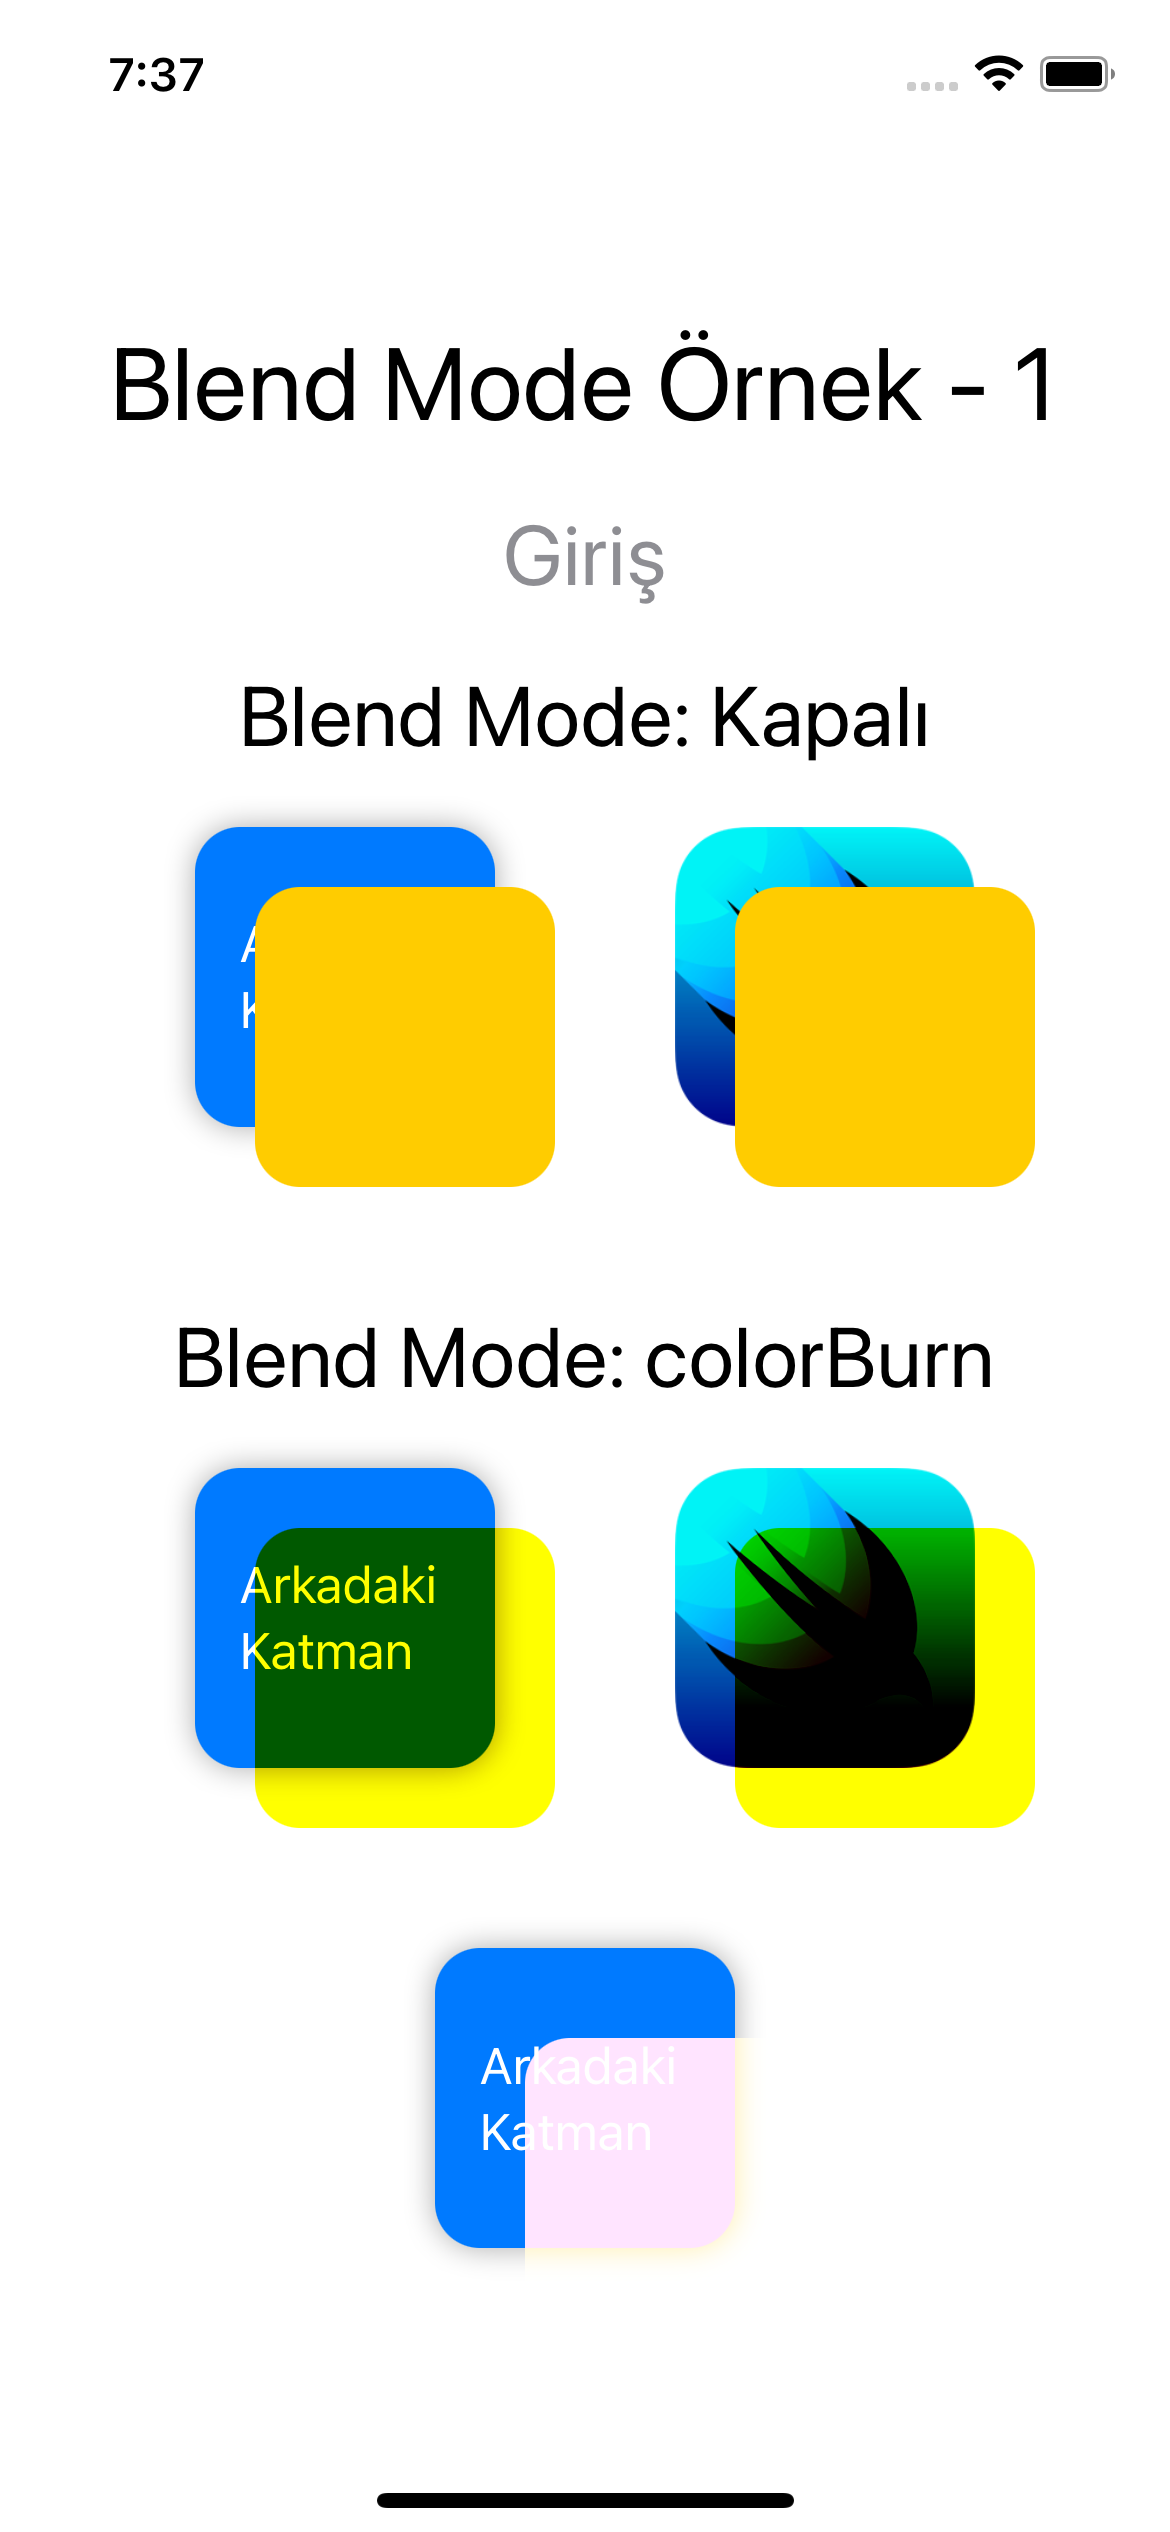 7:37
Blend Mode Örnek - 1
Giriş
Blend Mode: Kapalı
A
K
Blend Mode: colorBurn
Arkadaki
Katman
Arkadaki
Katman